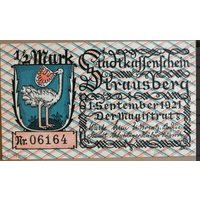 1/2 Mark
Stadtkassenschein
Strausberg
1. September 1921
Der Magistrat:
Nr. 06164